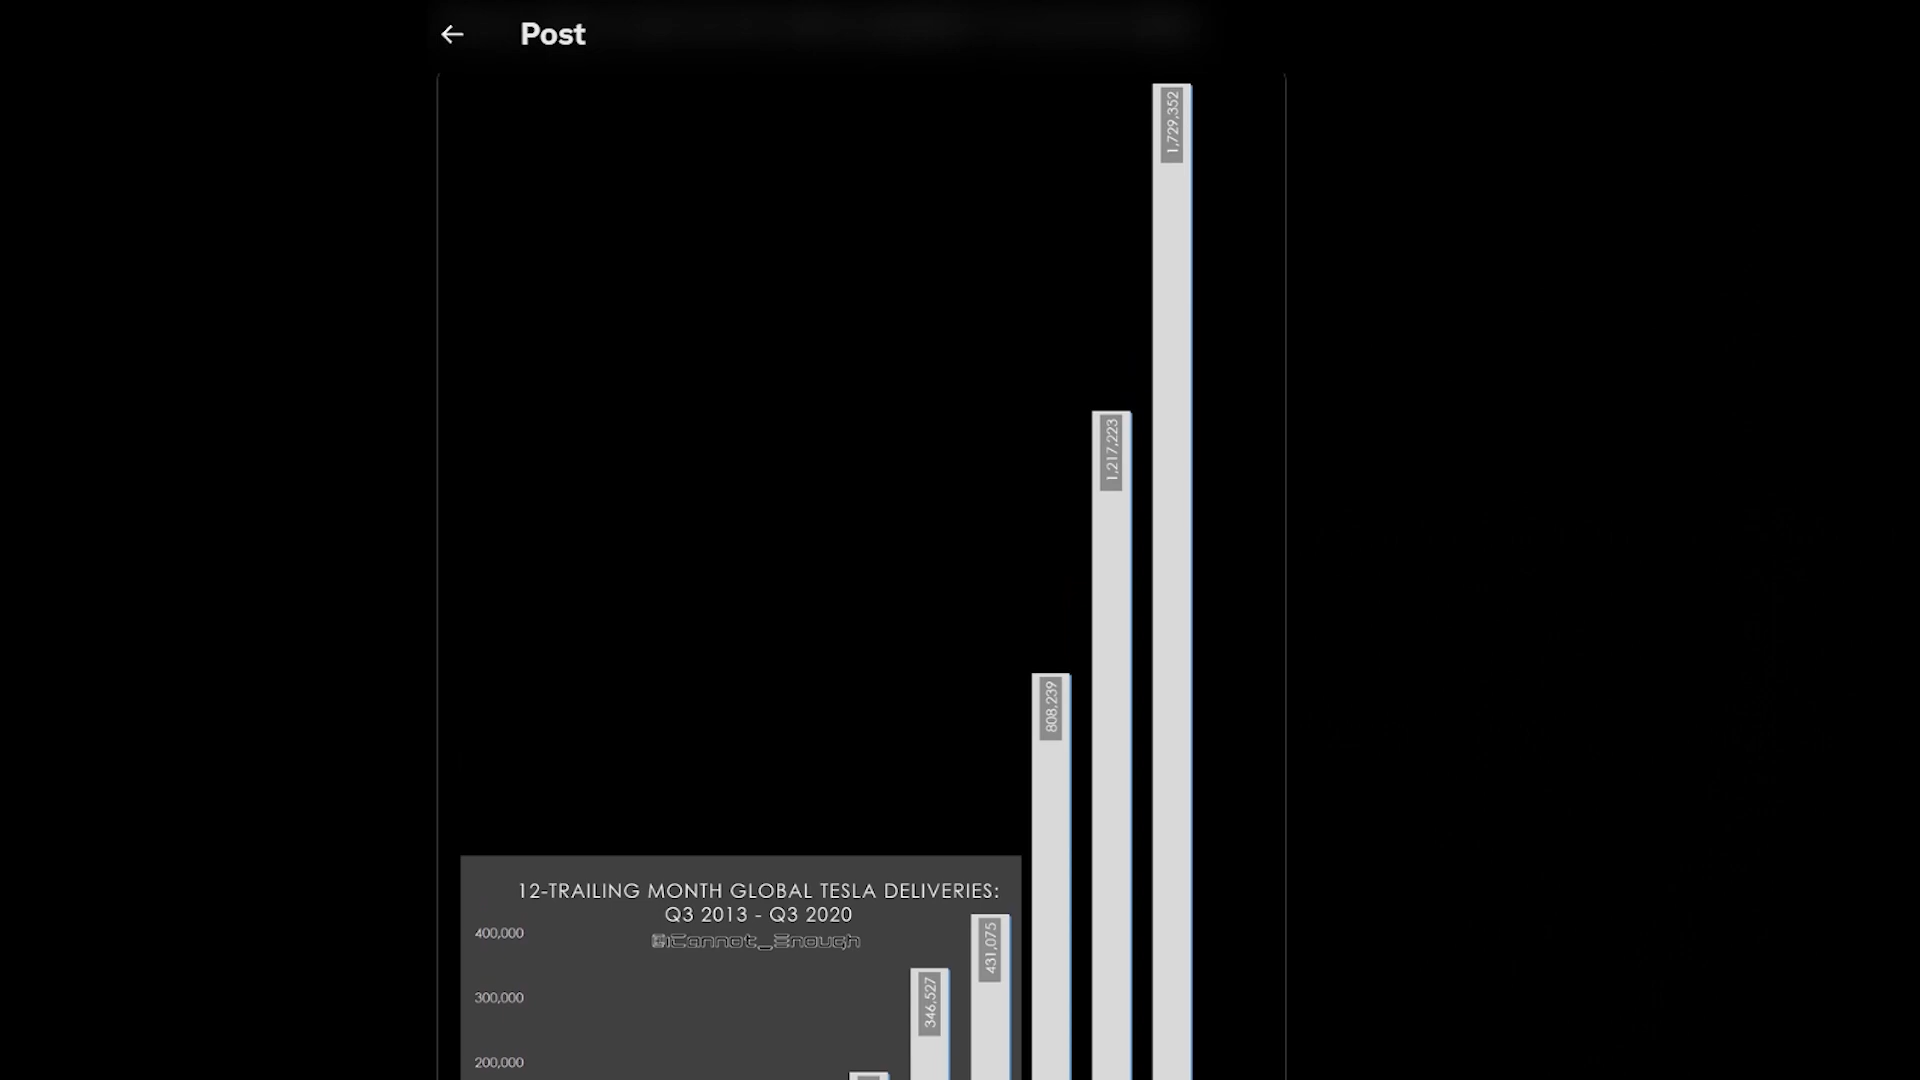 Post
1,729,352
1,217,223
808,239
12-TRAILING MONTH GLOBAL TESLA DELIVERIES:
Q3 2013 - Q3 2020
@iCannot_Enough
400,000
431,075
346,527
300,000
200,000